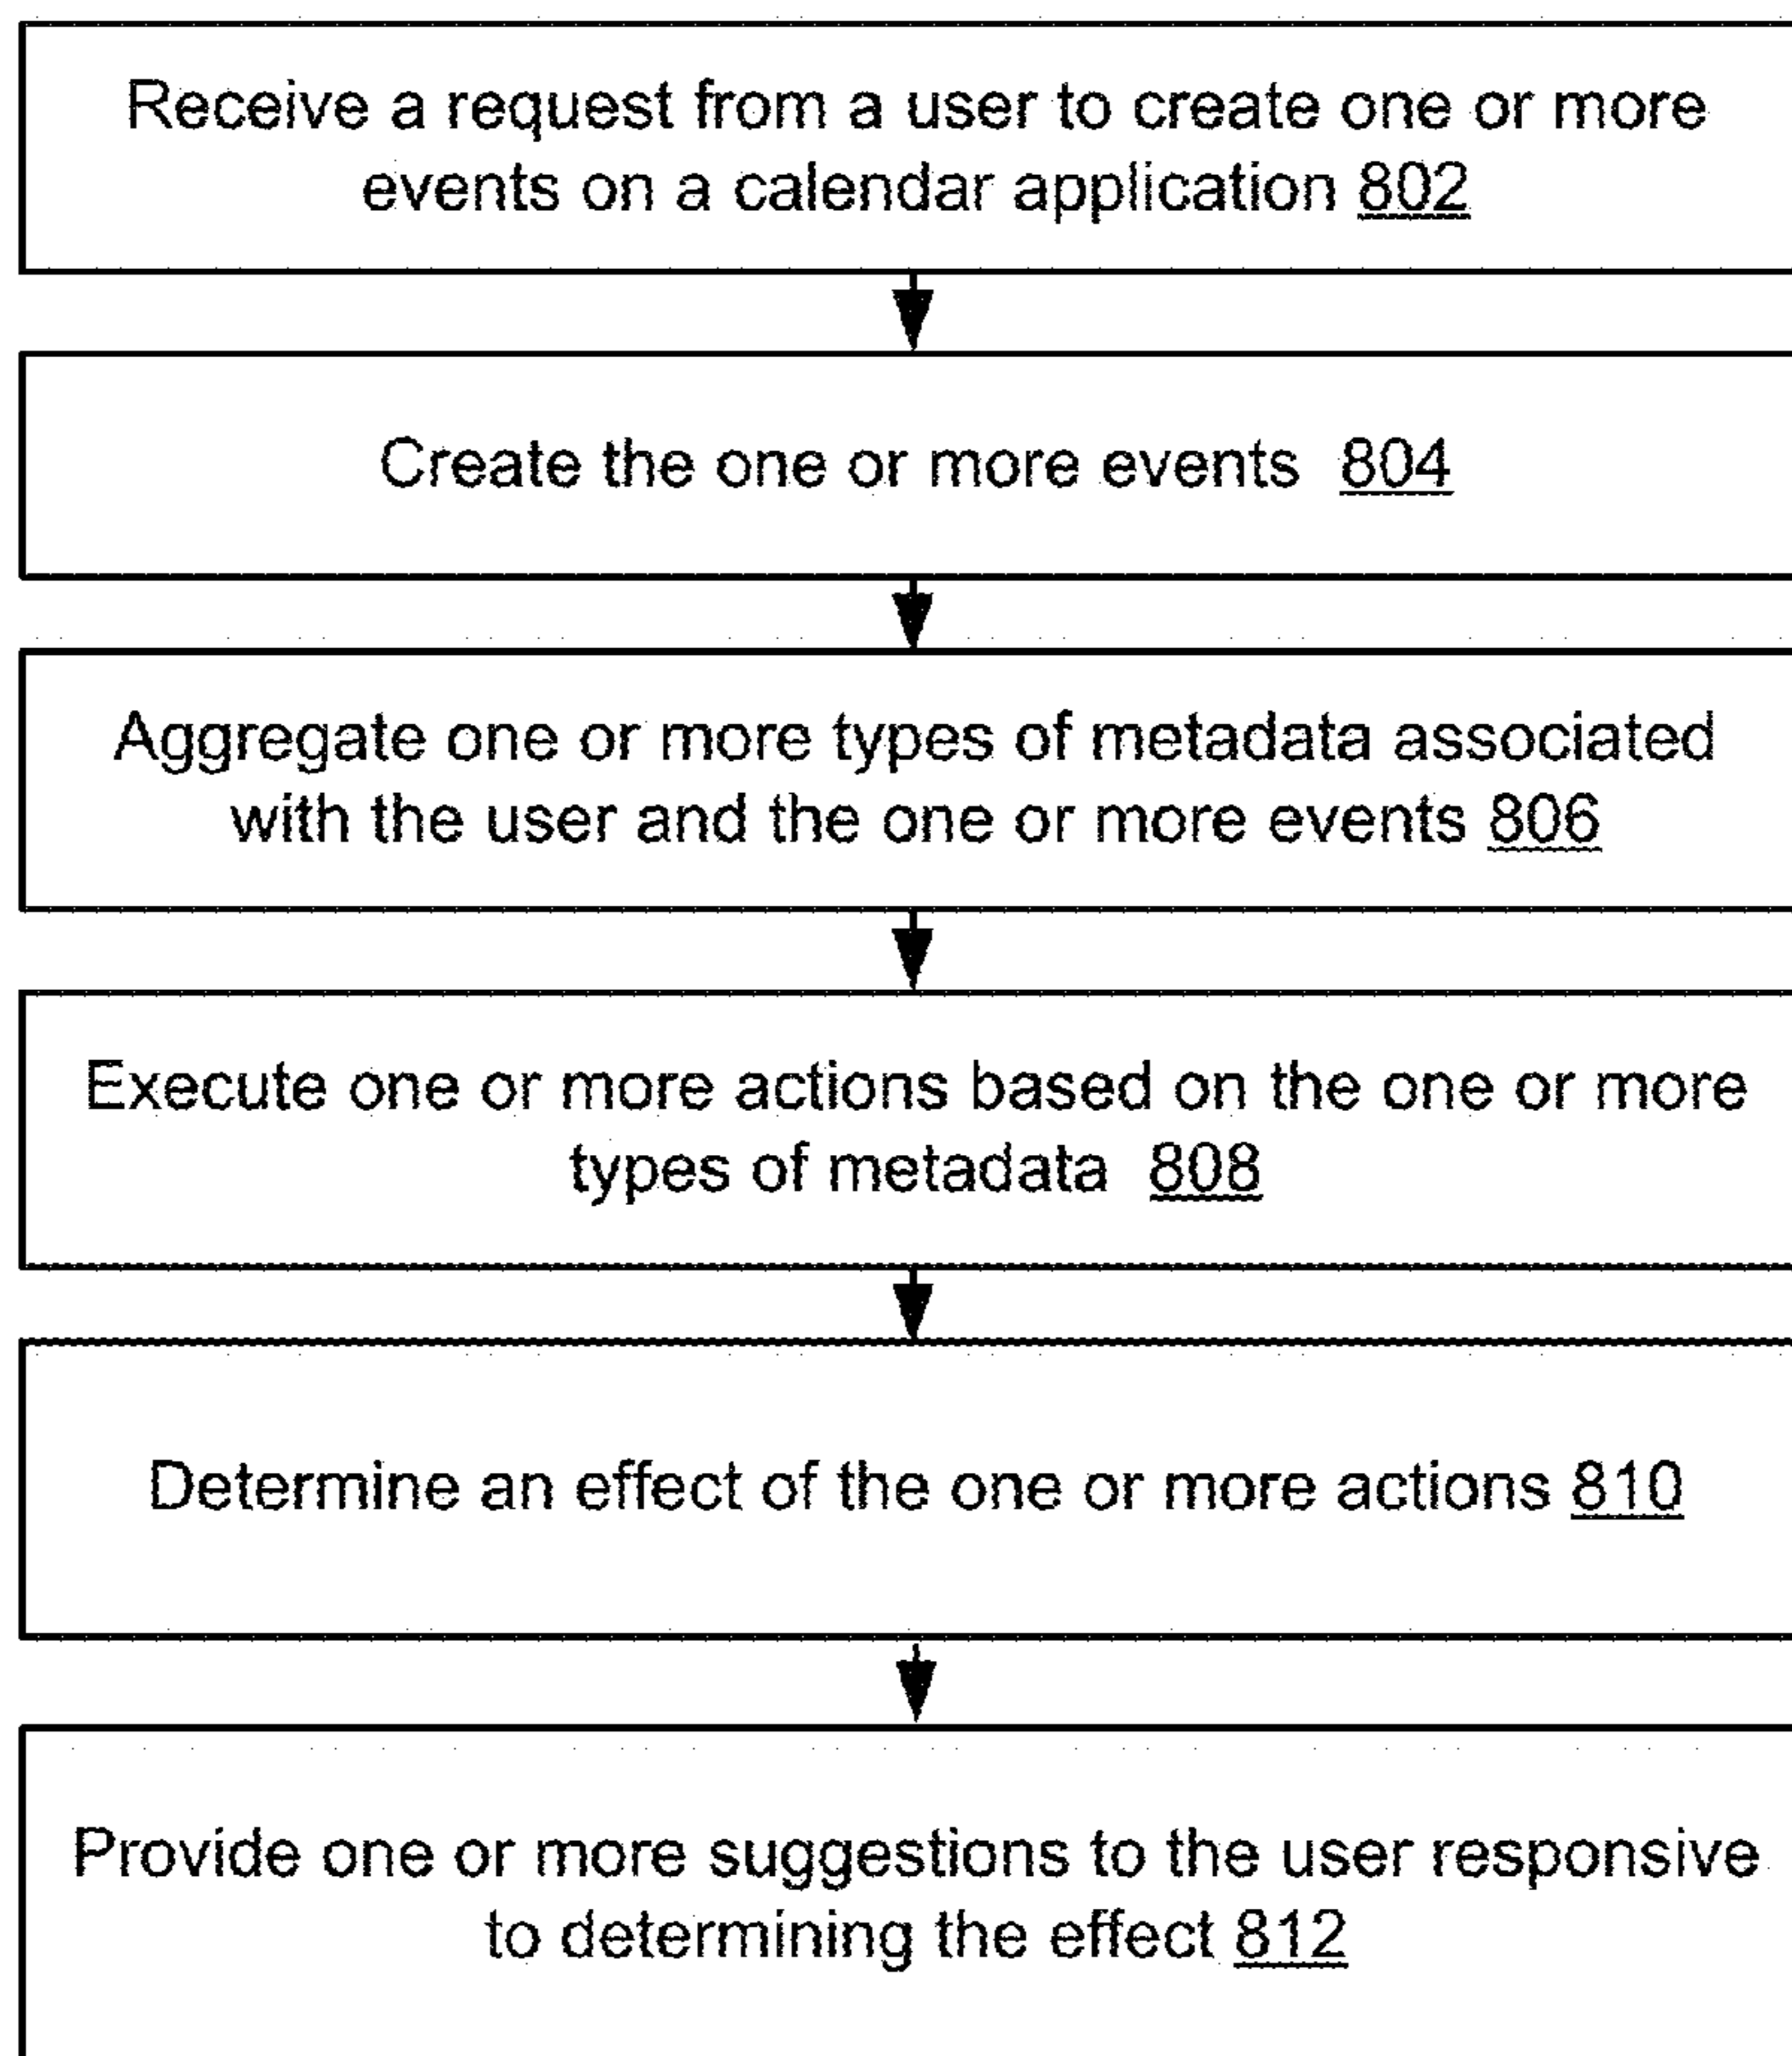 Receive a request from a user to create one or more
events on a calendar application 802
Create the one or more events 804
Aggregate one or more types of metadata associated
with the user and the one or more events 806
Execute one or more actions based on the one or more
types of metadata 808
Determine an effect of the one or more actions 810
Provide one or more suggestions to the user responsive
to determining the effect 812